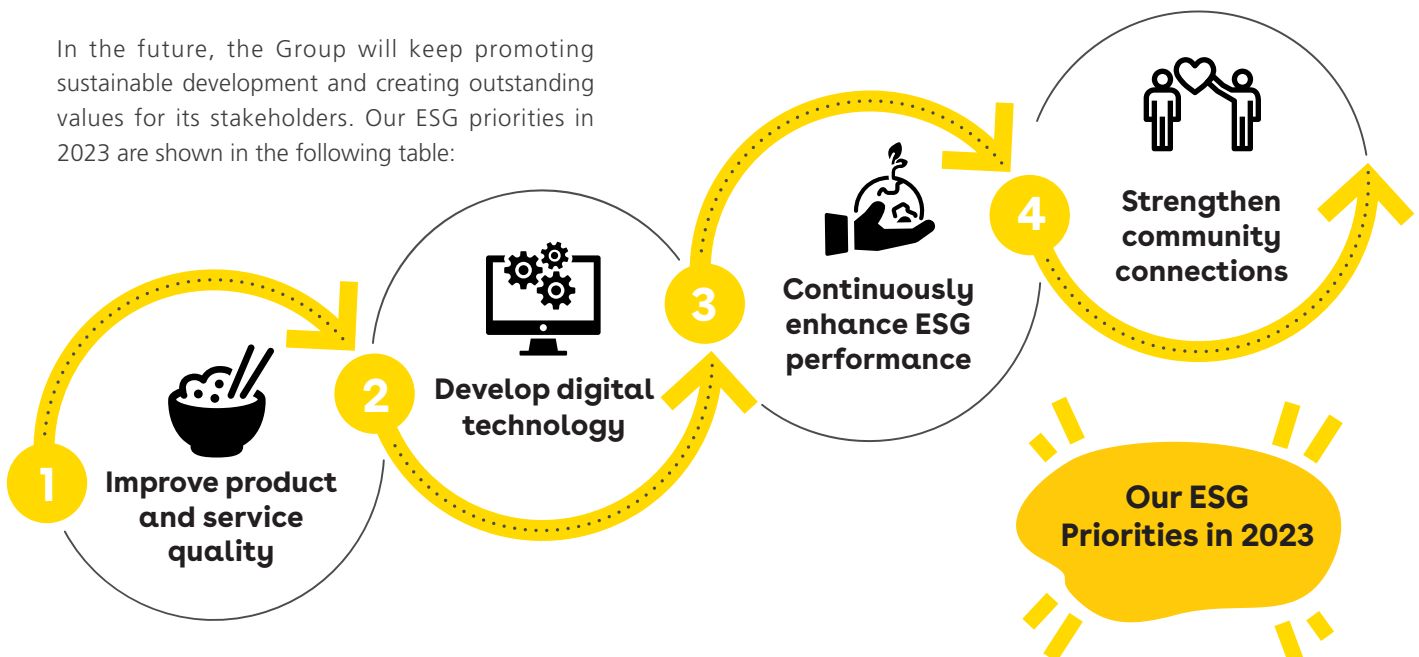 In the future, the Group will keep promoting
sustainable development and creating outstanding
values for its stakeholders. Our ESG priorities in
2023 are shown in the following table:
1
Improve product
and service
quality
2
Develop digital
technology
3
Continuously
enhance ESG
performance
4
Strengthen
community
connections
Our ESG
Priorities in 2023